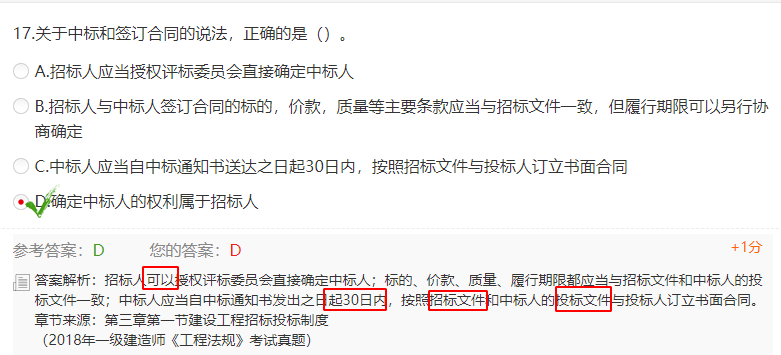 17.关于中标和签订合同的说法，正确的是（）。
A.招标人应当授权评标委员会直接确定中标人
B.招标人与中标人签订合同的标的，价款，质量等主要条款应当与招标文件一致，但履行期限可以另行协
商确定
C.中标人应当自中标通知书送达之日起30日内，按照招标文件与投标人订立书面合同
D.确定中标人的权利属于招标人
参考答案：D 您的答案：D +1分
答案解析：招标人可以授权评标委员会直接确定中标人；标的、价款、质量、履行期限都应当与招标文件和中标人的投
标文件一致；中标人应当自中标通知书发出之日起30日内，按照招标文件和中标人的投标文件与投标人订立书面合同。
章节来源：第三章第一节建设工程招标投标制度
（2018年一级建造师《工程法规》考试真题）